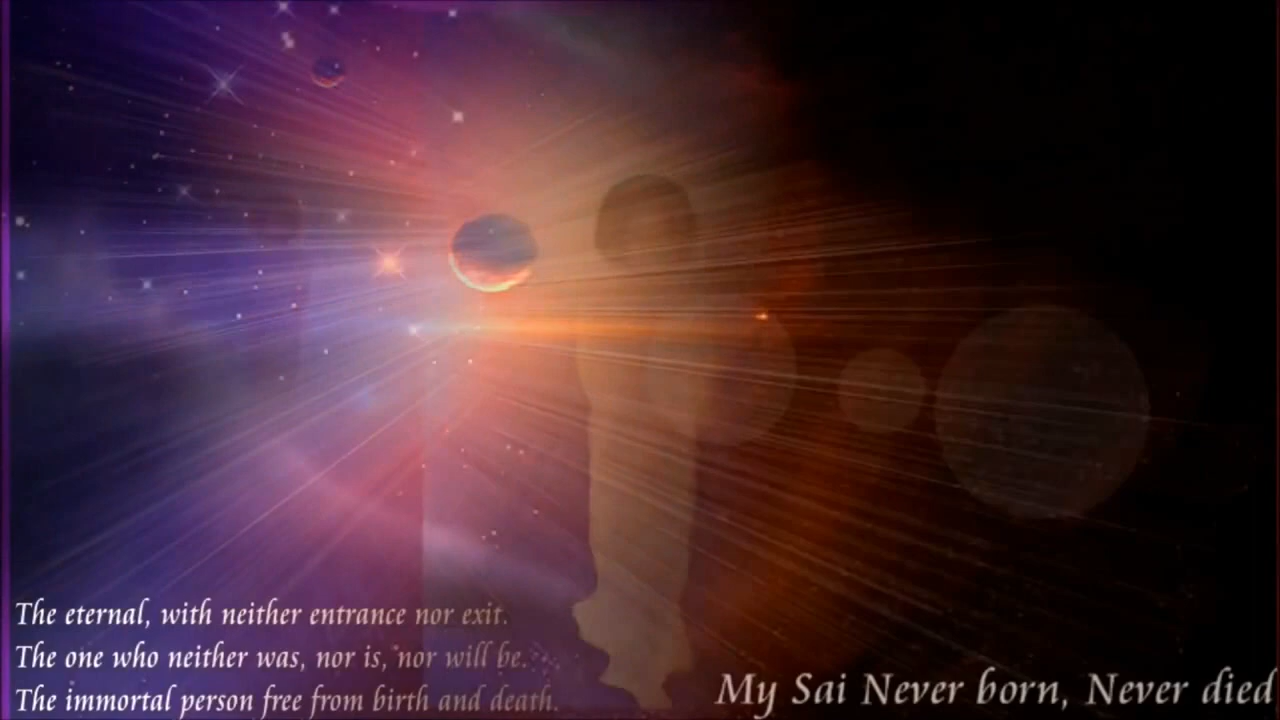 The eternal, with neither entrance nor exit.
The one who neither was, nor is, nor will be.
The immortal person free from birth and death.
My Sai Never born, Never died